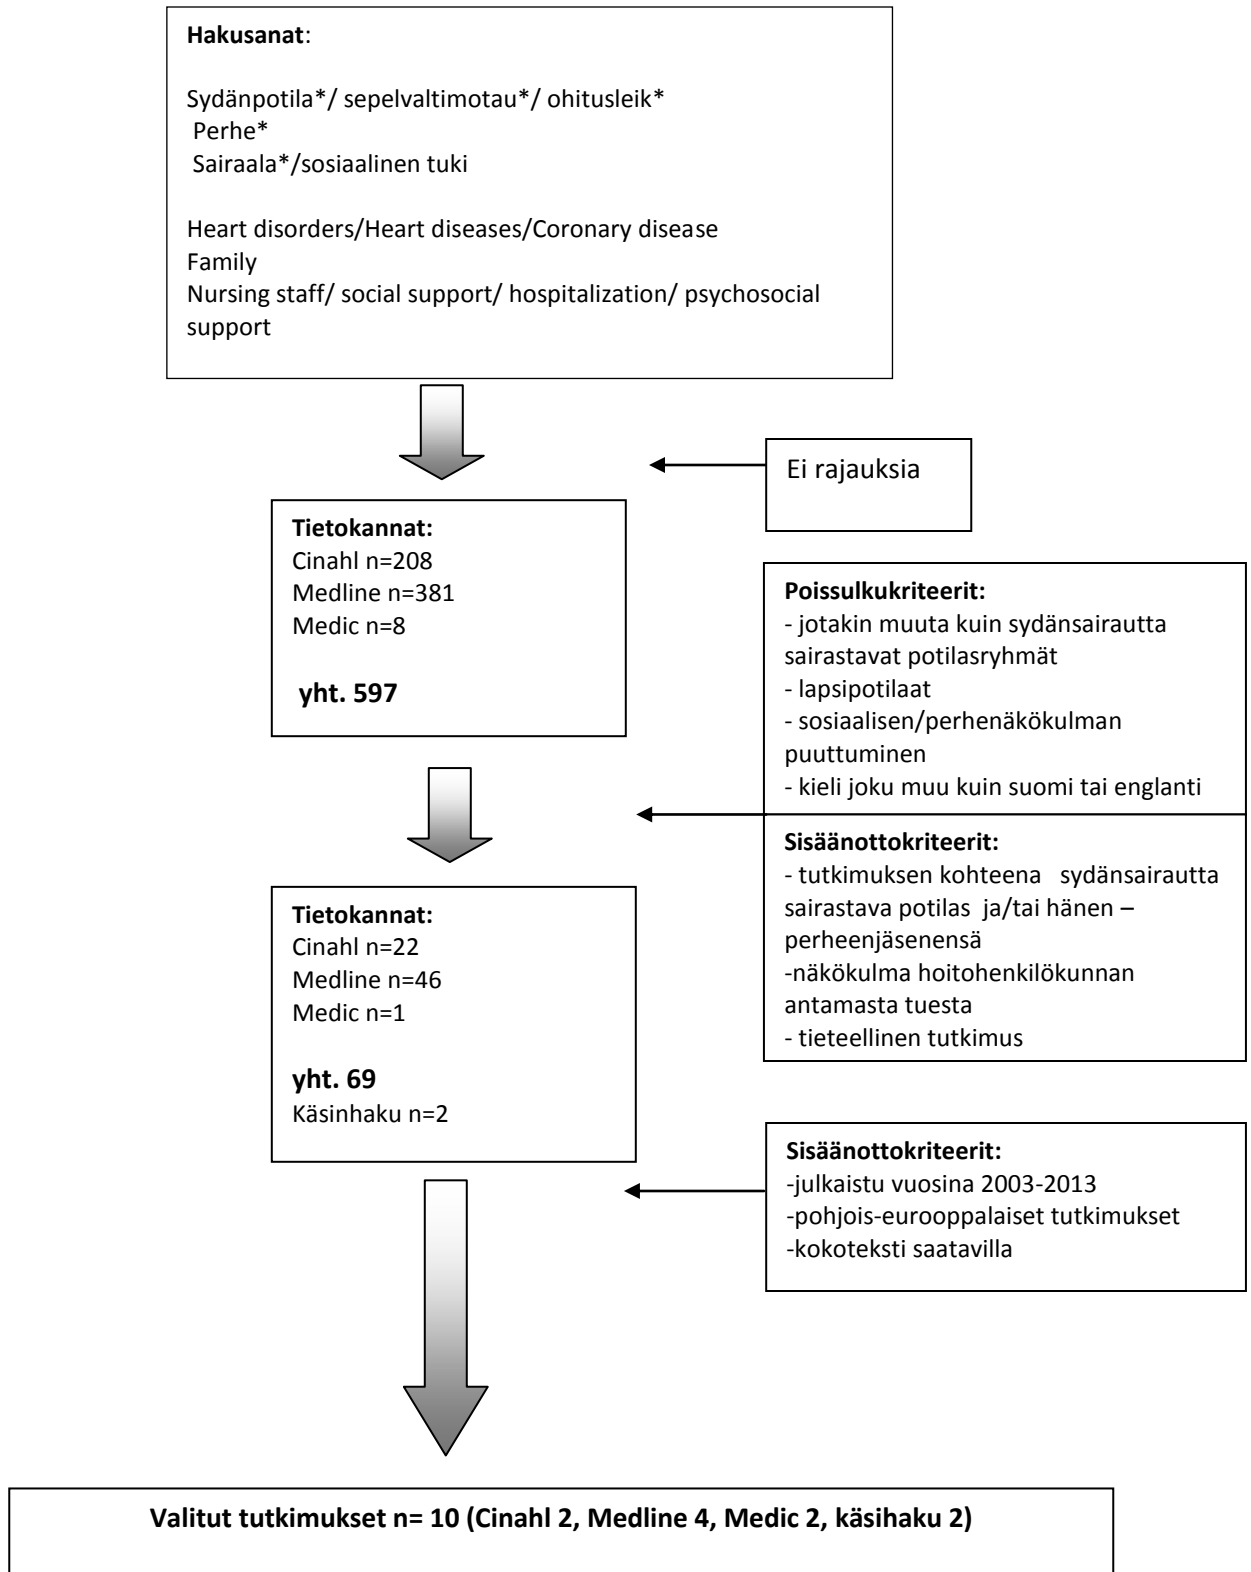 Hakusanat:
Sydänpotila*/ sepelvaltimotau*/ ohitusleik*
Perhe*
Sairaala*/sosiaalinen tuki
Heart disorders/Heart diseases/Coronary disease
Family
Nursing staff/ social support/ hospitalization/ psychosocial
support
Ei rajauksia
Tietokannat:
Cinahl n=208
Medline n=381
Medic n=8
yht. 597
Poissulkukriteerit:
- jotakin muuta kuin sydänsairautta
sairastavat potilasryhmät
- lapsipotilaat
- sosiaalisen/perhenäkökulman
puuttuminen
- kieli joku muu kuin suomi tai englanti
Sisäänottokriteerit:
- tutkimuksen kohteena sydänsairautta
sairastava potilas ja/tai hänen –
perheenjäsenensä
-näkökulma hoitohenkilökunnan
antamasta tuesta
- tieteellinen tutkimus
Tietokannat:
Cinahl n=22
Medline n=46
Medic n=1
yht. 69
Käsinhaku n=2
Sisäänottokriteerit:
-julkaistu vuosina 2003-2013
-pohjois-eurooppalaiset tutkimukset
-kokoteksti saatavilla
Valitut tutkimukset n= 10 (Cinahl 2, Medline 4, Medic 2, käsihaku 2)